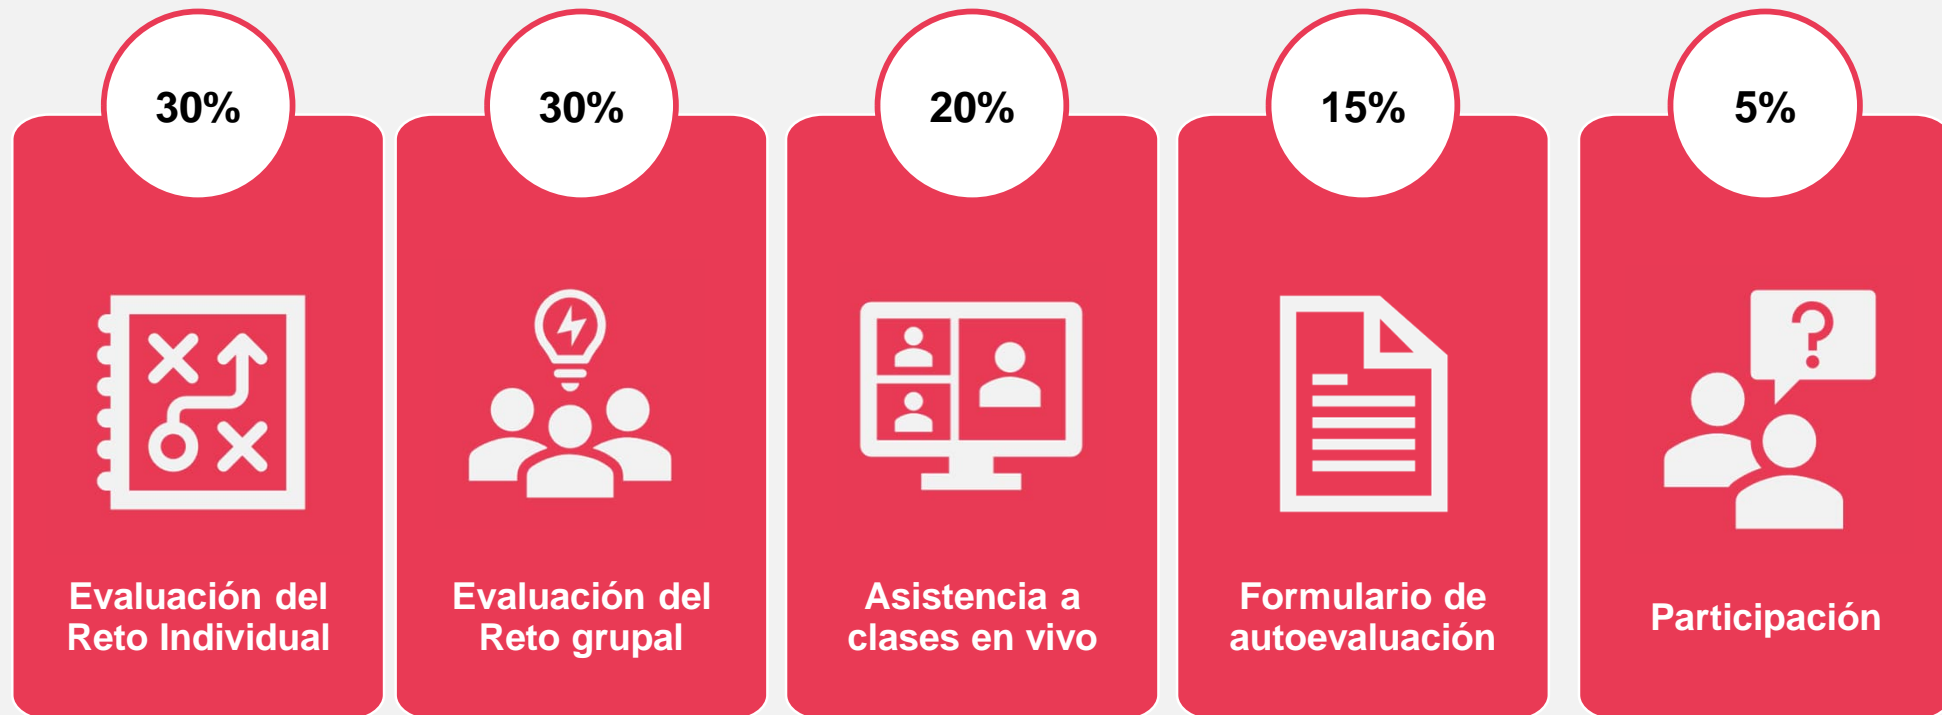 30%
Evaluación del
Reto Individual
30%
Evaluación del
Reto grupal
20%
Asistencia a
clases en vivo
15%
Formulario de
autoevaluación
5%
?
Participación